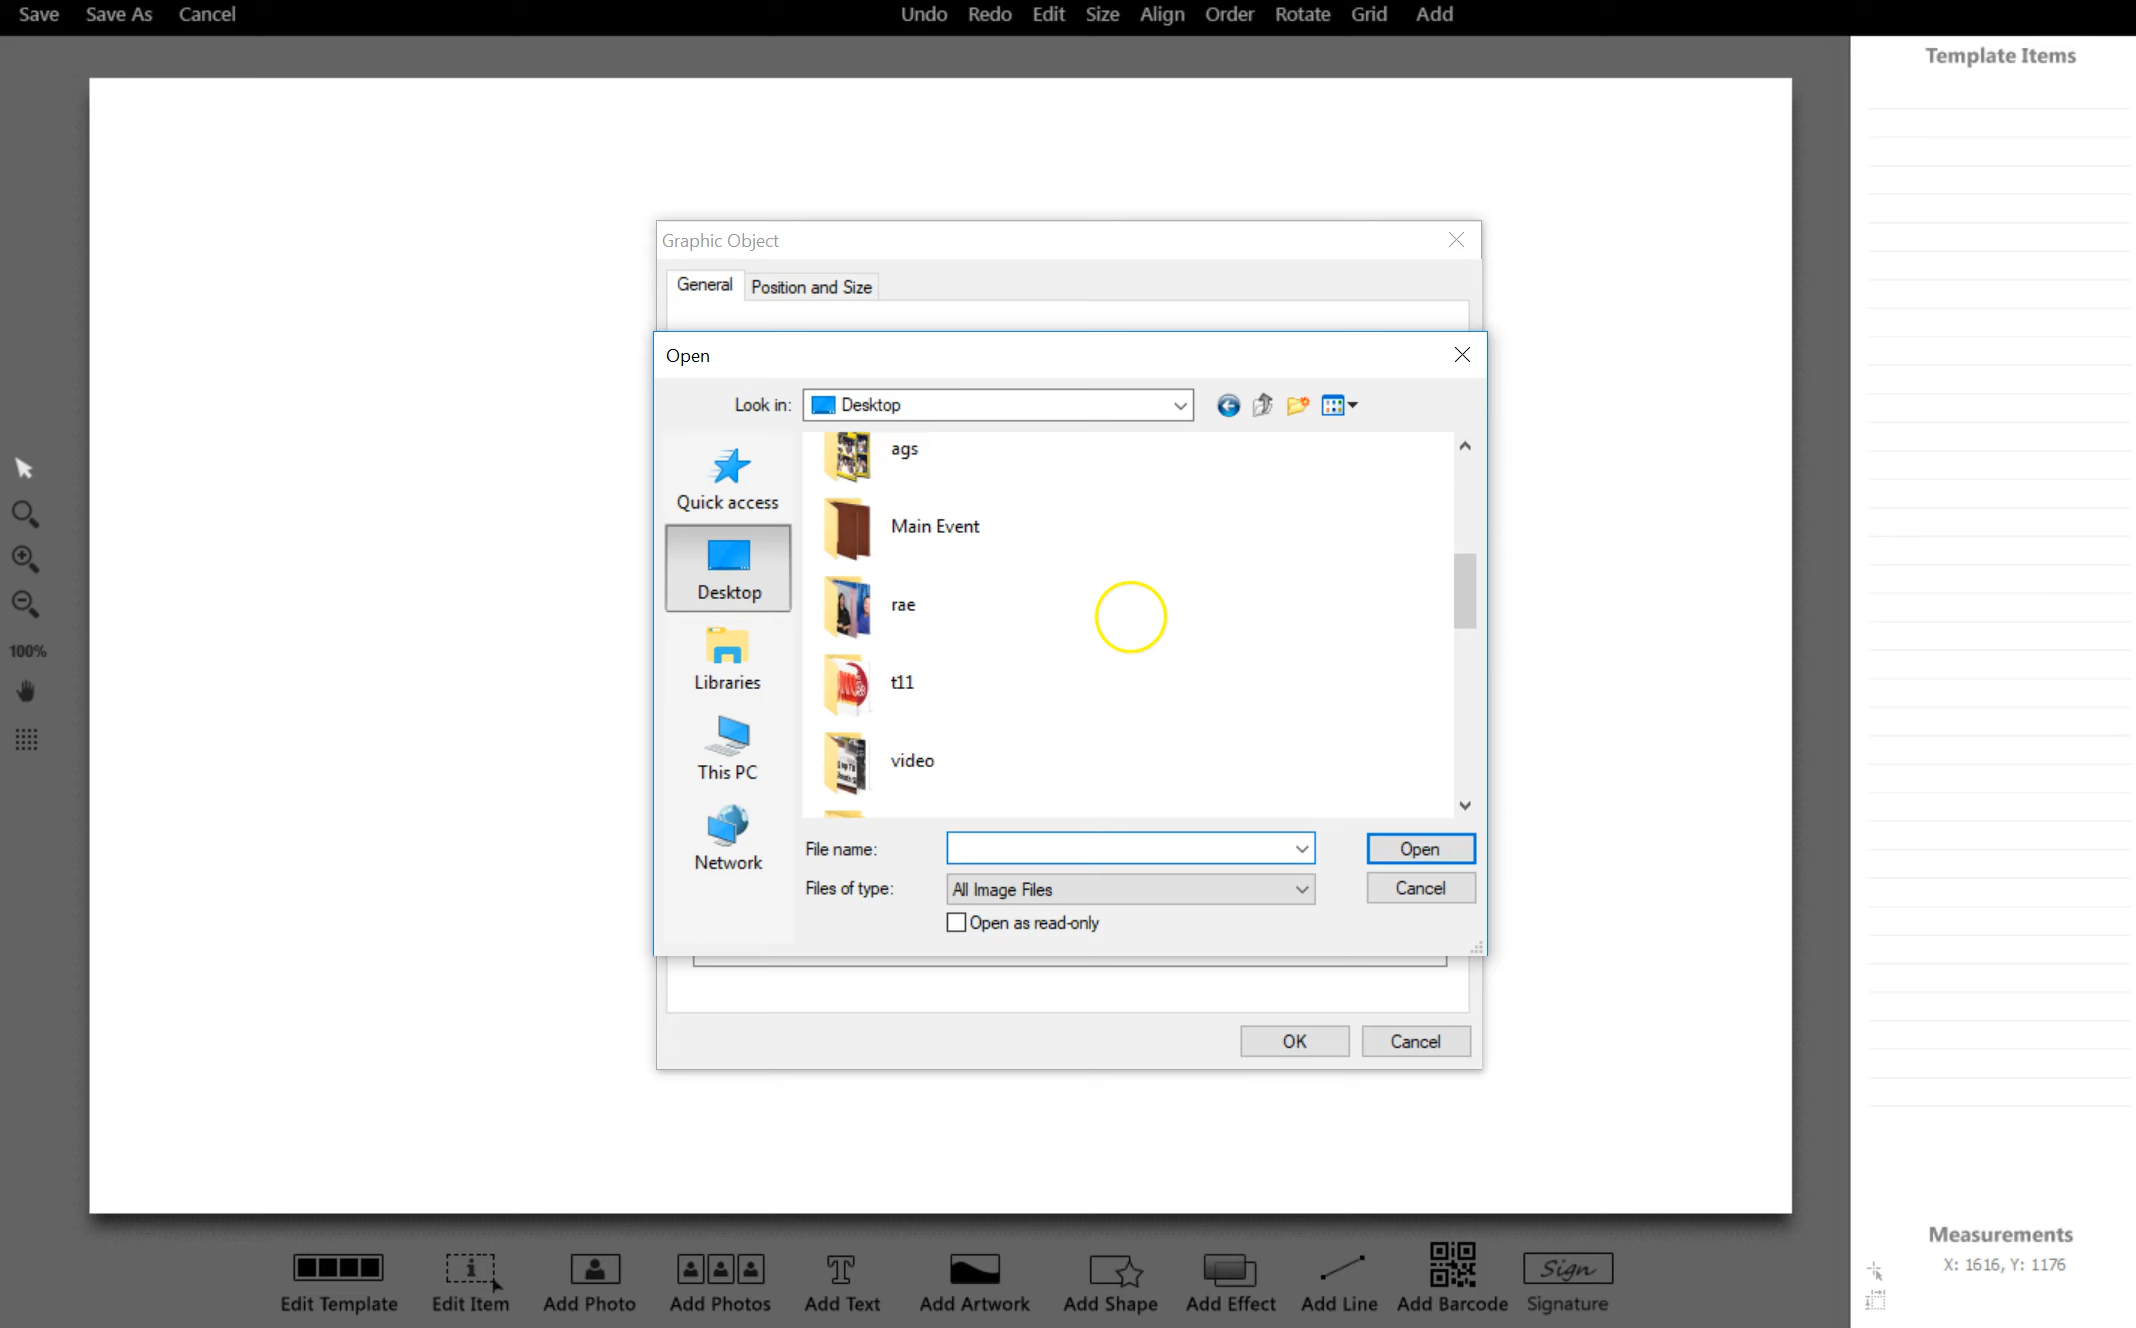 Save Save As Cancel Undo Redo Edit Size Align Order Rotate Grid Add
Template Items
Graphic Object
General Position and Size
Open
Look in: Desktop
ags
Quick access
Main Event
Desktop
rae
100%
Libraries
t11
This PC
video
Network
File name: Open
Files of type: All Image Files Cancel
Open as read-only
OK Cancel
Measurements
X: 1616, Y: 1176
Sign
Edit Template Edit Item Add Photo Add Photos Add Text Add Artwork Add Shape Add Effect Add Line Add Barcode Signature